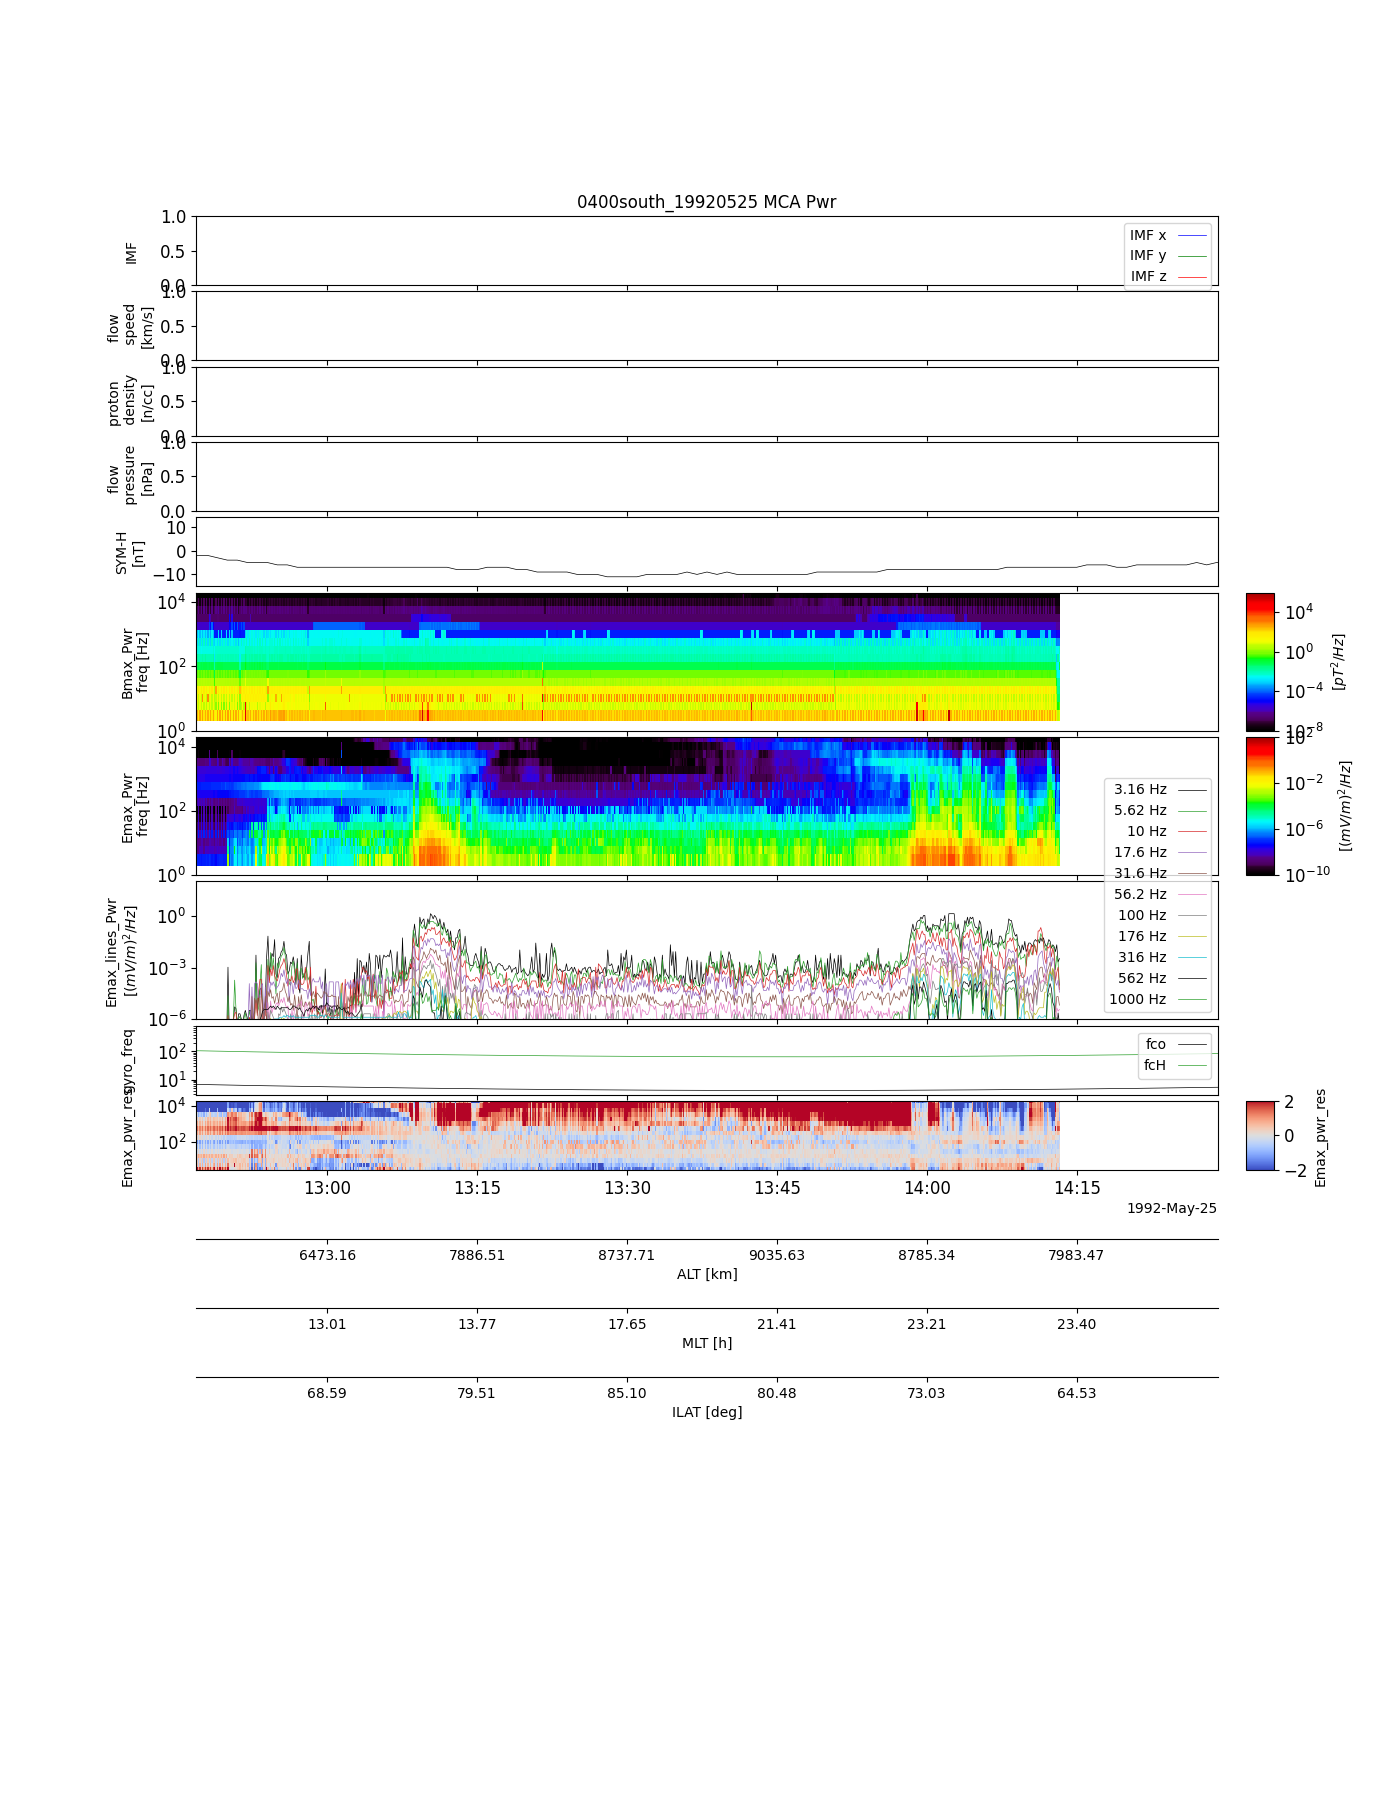 0400south_19920525 MCA Pwr
IMF
1.0
0.5
0.0
IMF x
IMF y
IMF z
flow
speed
[km/s]
1.0
0.5
0.0
proton
density
[n/cc]
1.0
0.5
0.0
flow
pressure
[nPa]
1.0
0.5
0.0
SYM-H
[nT]
10
0
−10
Bmax_Pwr
freq [Hz]
10^4
10^2
10^0
10^4
10^0
10^−4
10^−8
[pT^2/Hz]
Emax_Pwr
freq [Hz]
10^4
10^2
10^0
10^2
10^−2
10^−6
10^−10
[(mV/m)^2/Hz]
3.16 Hz
5.62 Hz
10 Hz
17.6 Hz
31.6 Hz
56.2 Hz
100 Hz
176 Hz
316 Hz
562 Hz
1000 Hz
Emax_lines_Pwr
[(mV/m)^2/Hz]
10^0
10^−3
10^−6
gyro_freq
10^2
10^1
fco
fcH
Emax_pwr_res
10^4
10^2
2
0
−2
Emax_pwr_res
13:00 13:15 13:30 13:45 14:00 14:15
1992-May-25
6473.16 7886.51 8737.71 9035.63 8785.34 7983.47
ALT [km]
13.01 13.77 17.65 21.41 23.21 23.40
MLT [h]
68.59 79.51 85.10 80.48 73.03 64.53
ILAT [deg]